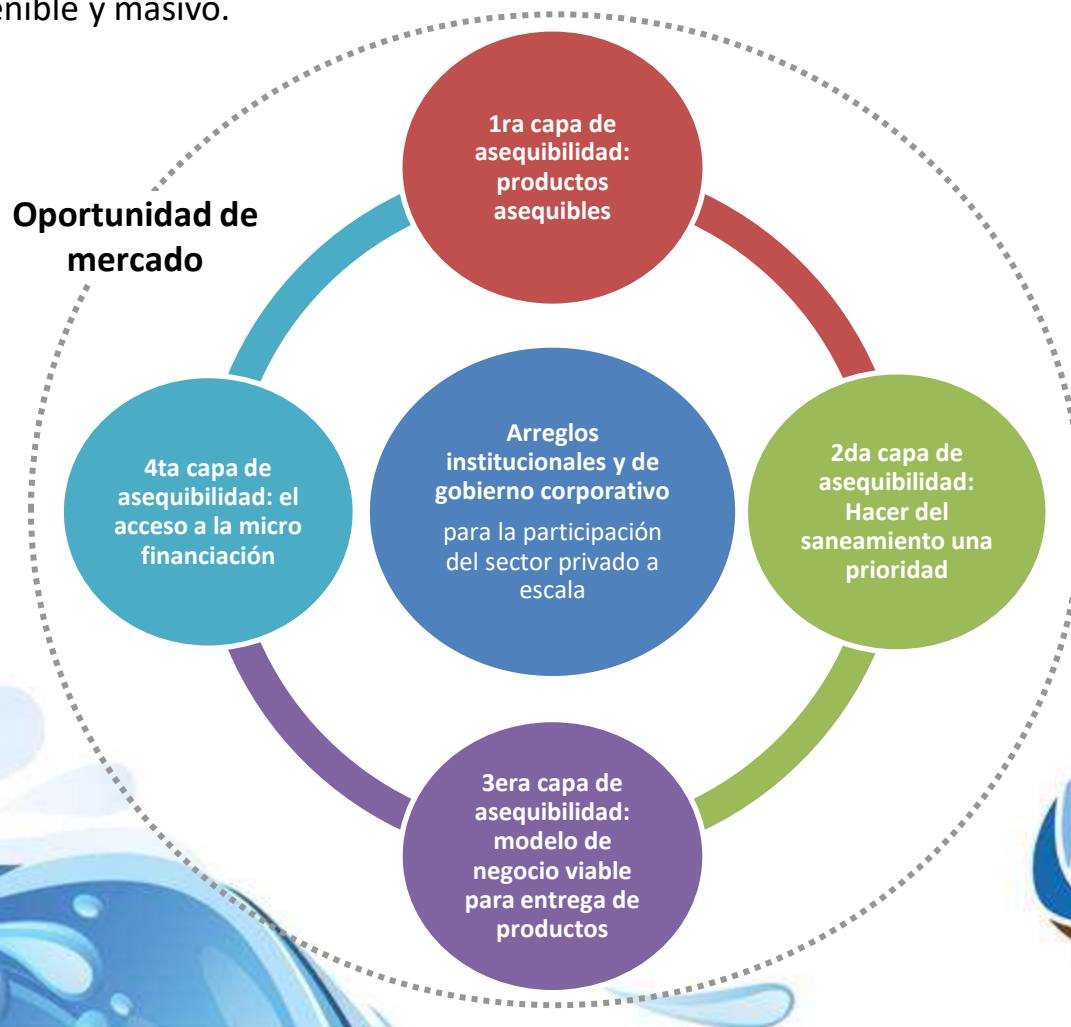 enible y masivo.
1ra capa de
asequibilidad:
productos
asequibles
Oportunidad de
mercado
Arreglos
institucionales y de
gobierno corporativo
para la participación
del sector privado a
escala
4ta capa de
asequibilidad: el
acceso a la micro
financiación
2da capa de
asequibilidad:
Hacer del
saneamiento una
prioridad
3era capa de
asequibilidad:
modelo de
negocio viable
para entrega de
productos